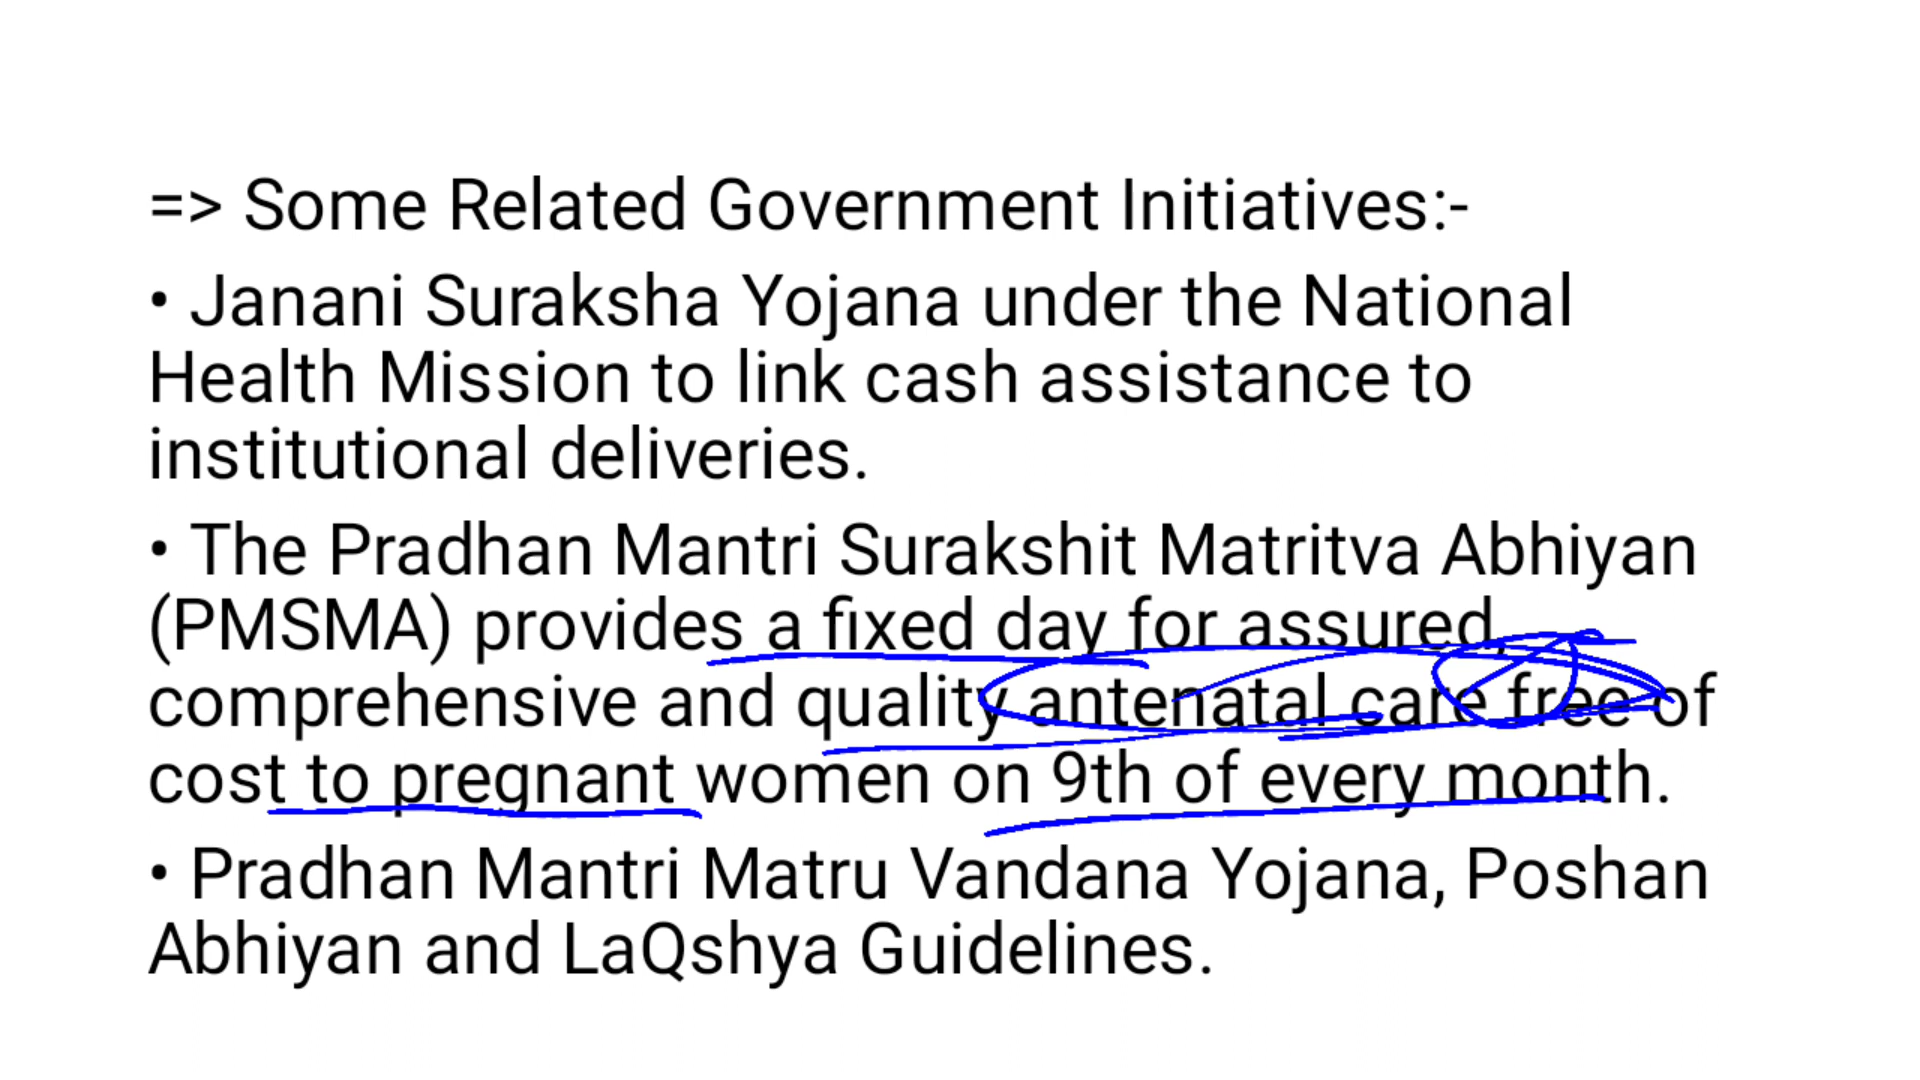 => Some Related Government Initiatives:-
• Janani Suraksha Yojana under the National
Health Mission to link cash assistance to
institutional deliveries.
• The Pradhan Mantri Surakshit Matritva Abhiyan
(PMSMA) provides a fixed day for assured,
comprehensive and quality antenatal care free of
cost to pregnant women on 9th of every month.
• Pradhan Mantri Matru Vandana Yojana, Poshan
Abhiyan and LaQshya Guidelines.